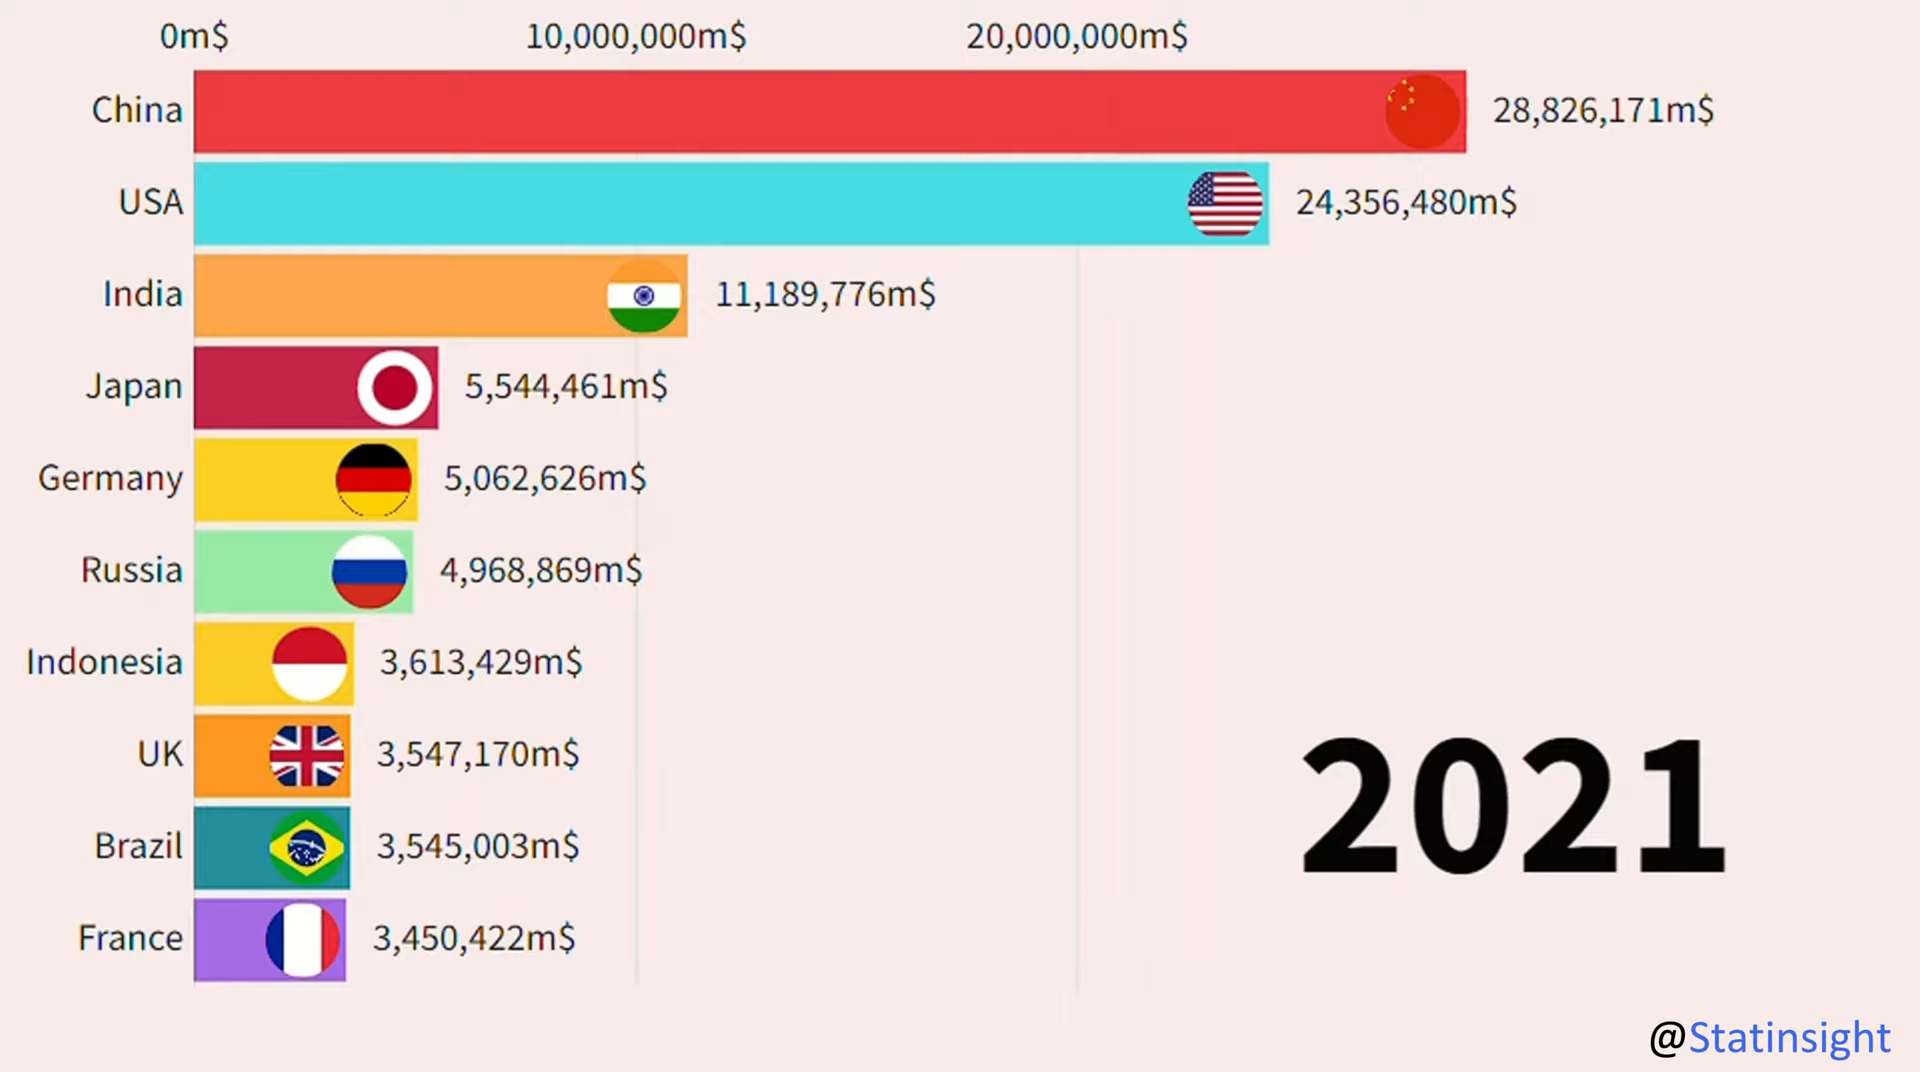 0m$ 10,000,000m$ 20,000,000m$
China 28,826,171m$
USA 24,356,480m$
India 11,189,776m$
Japan 5,544,461m$
Germany 5,062,626m$
Russia 4,968,869m$
Indonesia 3,613,429m$
UK 3,547,170m$
Brazil 3,545,003m$
France 3,450,422m$
2021
@Statinsight